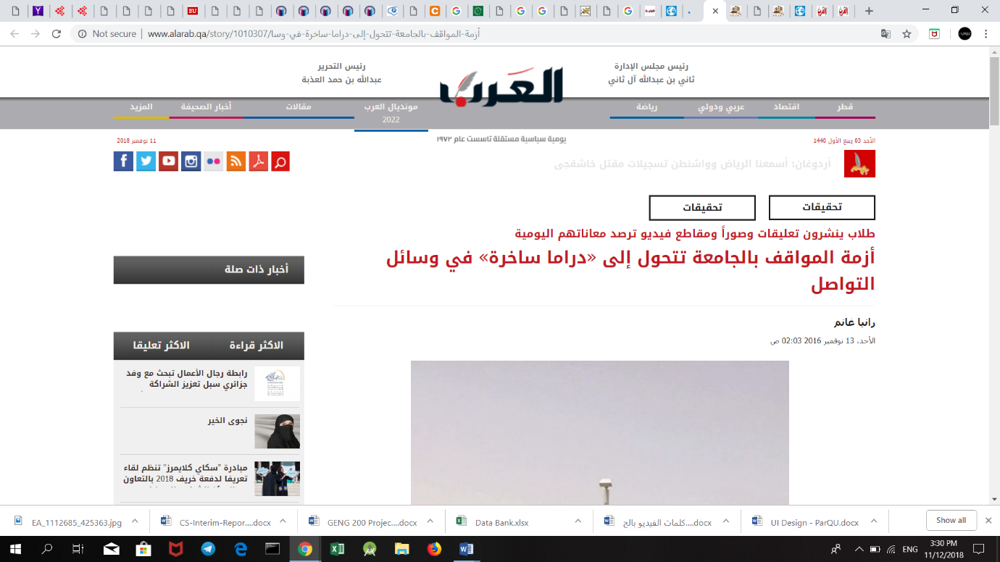 Not secure | www.alarab.qa/story/1010307/أزمة-المواقف-بالجامعة-تتحول-إلى-دراما-ساخرة-في-وسا
رئيس مجلس الإدارة
ثاني بن عبدالله آل ثاني
العرب
رئيس التحرير
عبدالله بن حمد العذبة
قطر
اقتصاد
عربي ودولي
رياضة
مونديال العرب
2022
مقالات
أخبار الصحيفة
المزيد
الأحد 03 ربيع الأول 1440
يومية سياسية مستقلة تأسست عام ١٩٧٢
11 نوفمبر 2018
أردوغان: أسمعنا الرياض وواشنطن تسجيلات مقتل خاشقجي
تحقيقات
تحقيقات
طلاب ينشرون تعليقات وصوراً ومقاطع فيديو ترصد معاناتهم اليومية
أزمة المواقف بالجامعة تتحول إلى «دراما ساخرة» في وسائل
التواصل
رانيا غانم
الأحد، 13 نوفمبر 2016 02:03 ص
أخبار ذات صلة
الاكثر قراءة
الاكثر تعليقا
رابطة رجال الأعمال تبحث مع وفد
جزائري سبل تعزيز الشراكة
نجوى الخير
مبادرة "سكاي كلايمرز" تنظم لقاء
تعريفا لدفعة خريف 2018 بالتعاون
EA_1112685_425363.jpg
CS-Interim-Repor....docx
GENG 200 Projec....docx
Data Bank.xlsx
كلمات الفيديو بالج....docx
UI Design - ParQU.docx
Show all
ENG
3:30 PM
11/12/2018